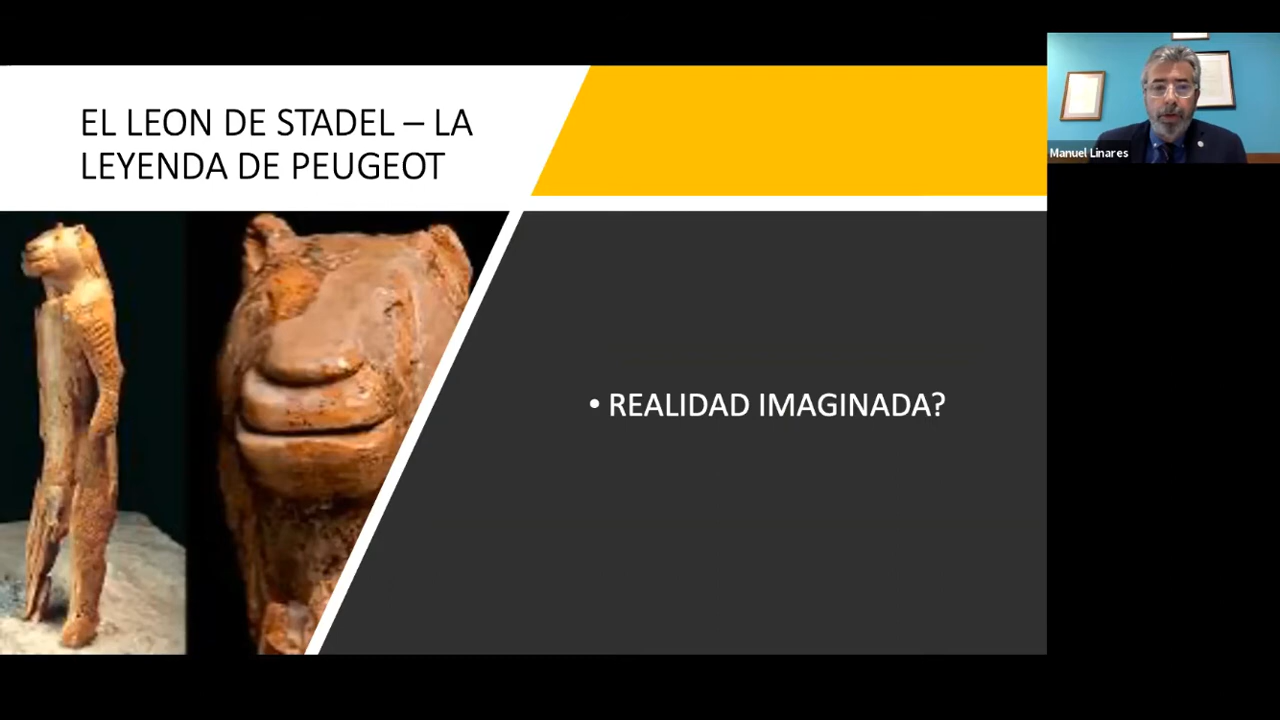 EL LEON DE STADEL – LA
LEYENDA DE PEUGEOT
• REALIDAD IMAGINADA?
Manuel Linares